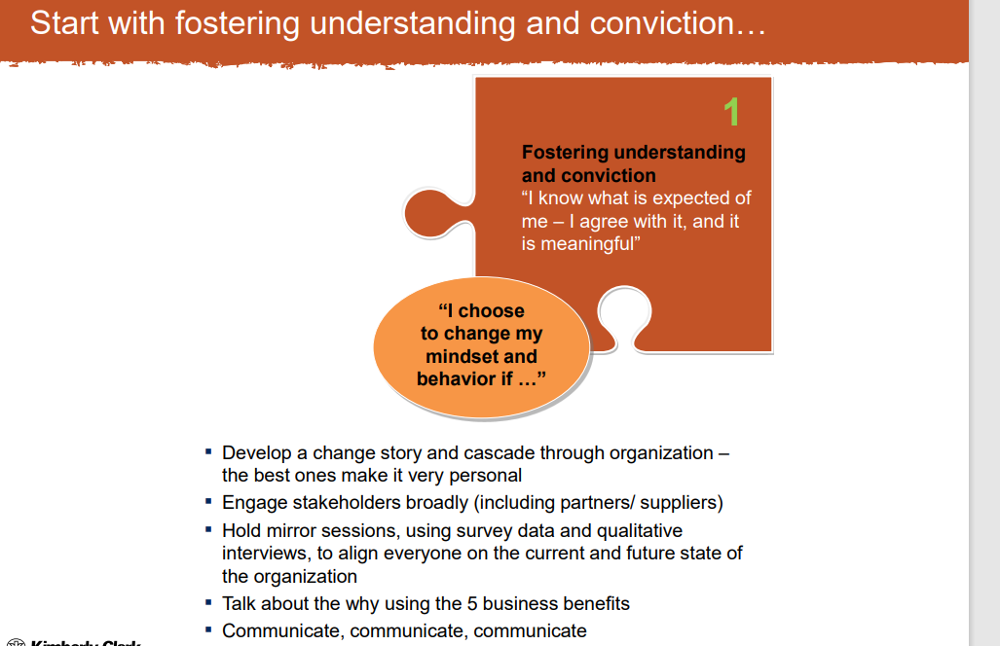 Start with fostering understanding and conviction…
1
Fostering understanding
and conviction
“I know what is expected of
me – I agree with it, and it
is meaningful”
“I choose
to change my
mindset and
behavior if …”
▪ Develop a change story and cascade through organization –
the best ones make it very personal
▪ Engage stakeholders broadly (including partners/ suppliers)
▪ Hold mirror sessions, using survey data and qualitative
interviews, to align everyone on the current and future state of
the organization
▪ Talk about the why using the 5 business benefits
▪ Communicate, communicate, communicate
Kimberly-Clark